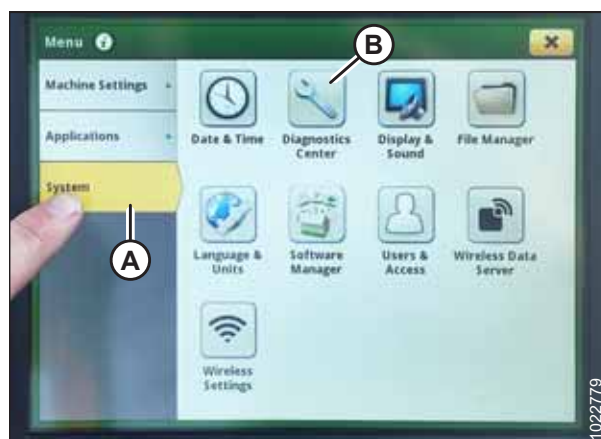 Menu i
B
Machine Settings
Applications
System
A
Date & Time
Diagnostics
Center
Display &
Sound
File Manager
Language &
Units
Software
Manager
Users &
Access
Wireless Data
Server
Wireless
Settings
1022779